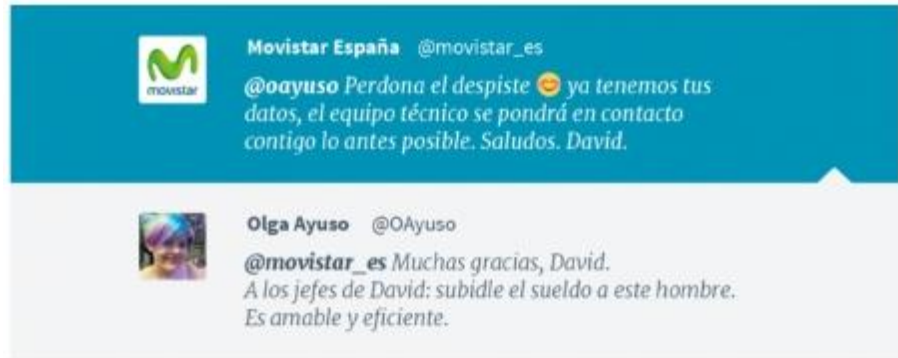 movistar
Movistar España @movistar_es
@oayuso Perdona el despiste 😊 ya tenemos tus
datos, el equipo técnico se pondrá en contacto
contigo lo antes posible. Saludos. David.
Olga Ayuso @OAyuso
@movistar_es Muchas gracias, David.
A los jefes de David: subidle el sueldo a este hombre.
Es amable y eficiente.